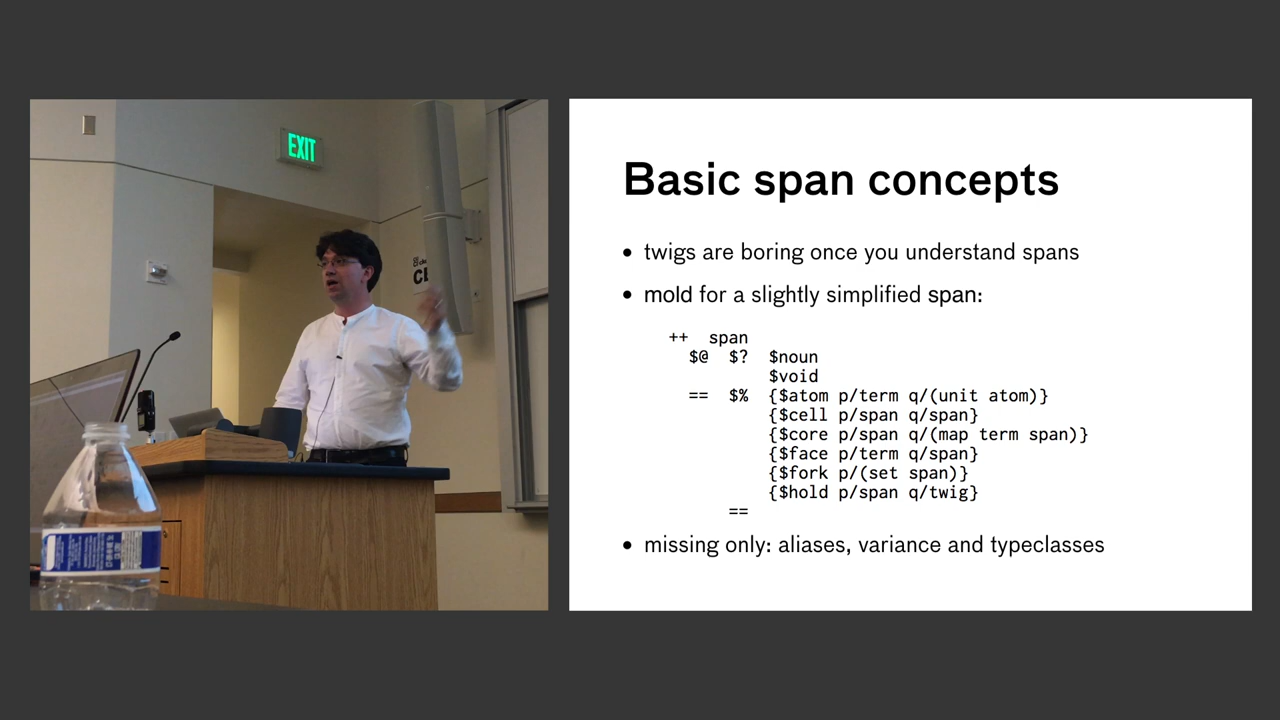 EXIT
Basic span concepts
• twigs are boring once you understand spans
• mold for a slightly simplified span:
++  span
  $@  $?  $noun
          $void
  ==  $%  {$atom p/term q/(unit atom)}
          {$cell p/span q/span}
          {$core p/span q/(map term span)}
          {$face p/term q/span}
          {$fork p/(set span)}
          {$hold p/span q/twig}
      ==
• missing only: aliases, variance and typeclasses